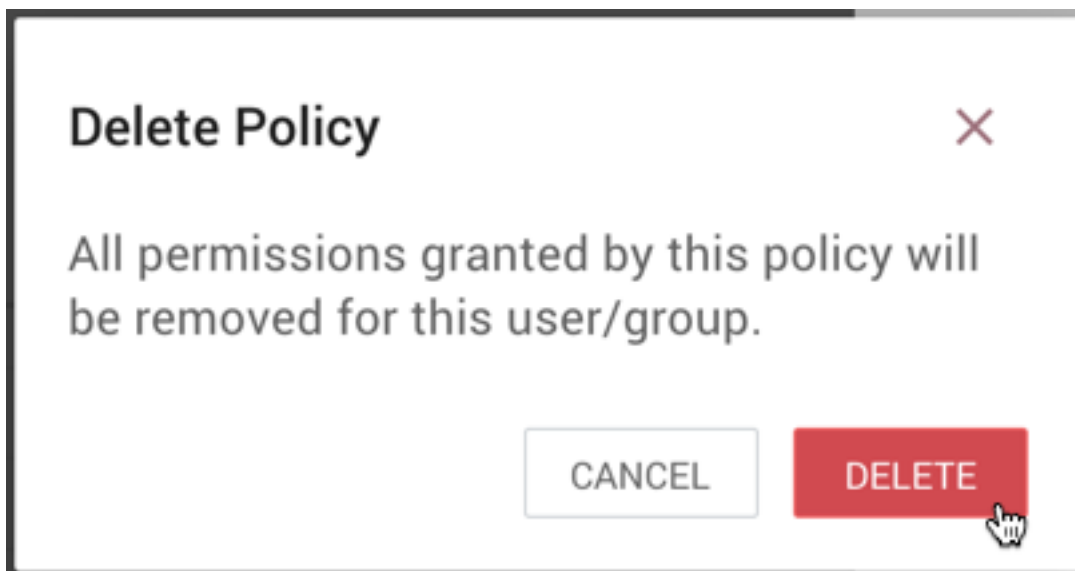 Delete Policy
All permissions granted by this policy will
be removed for this user/group.
CANCEL
DELETE